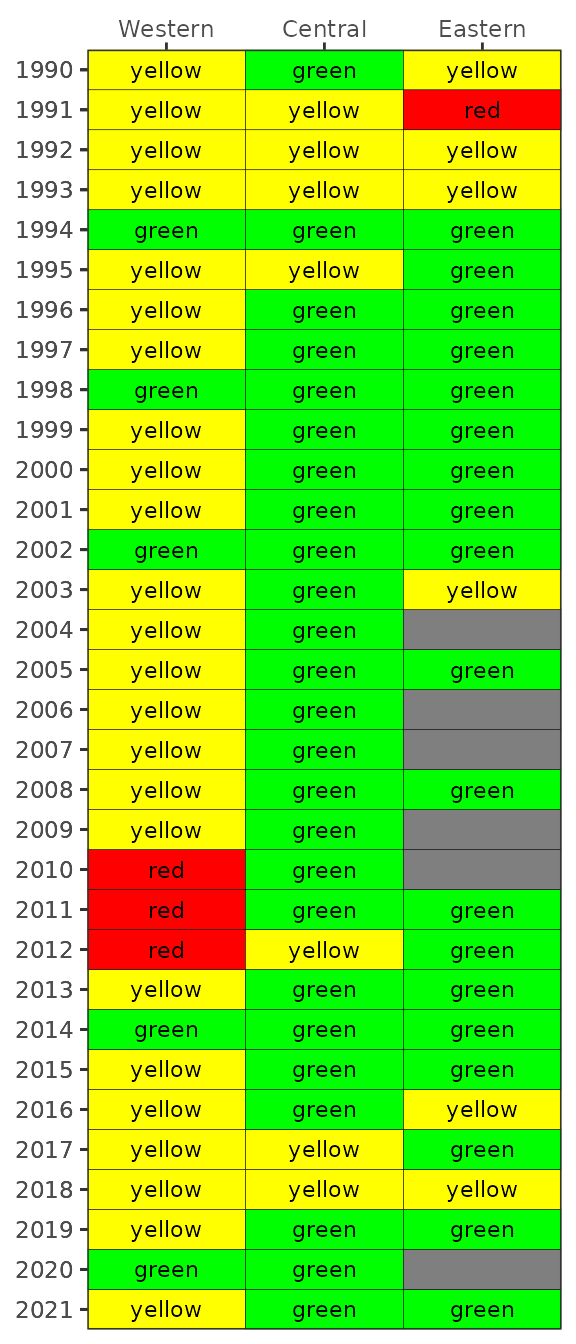 Western Central Eastern
1990 yellow green yellow
1991 yellow yellow red
1992 yellow yellow yellow
1993 yellow yellow yellow
1994 green green green
1995 yellow yellow green
1996 yellow green green
1997 yellow green green
1998 green green green
1999 yellow green green
2000 yellow green green
2001 yellow green green
2002 green green green
2003 yellow green yellow
2004 yellow green
2005 yellow green green
2006 yellow green
2007 yellow green
2008 yellow green green
2009 yellow green
2010 red green
2011 red green green
2012 red yellow green
2013 yellow green green
2014 green green green
2015 yellow green green
2016 yellow green yellow
2017 yellow yellow green
2018 yellow yellow yellow
2019 yellow green green
2020 green green
2021 yellow green green